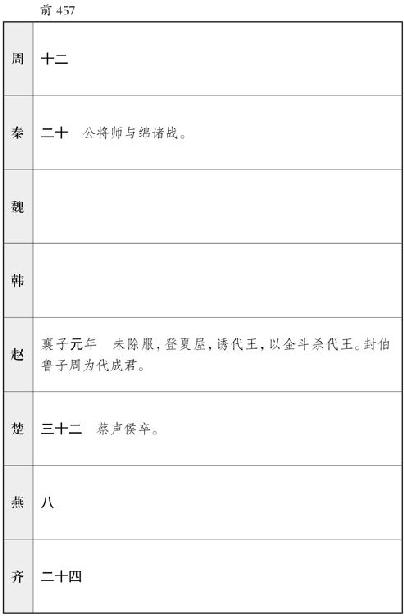 前 457
周 十二
秦 二十 公将师与绵诸战。
魏
韩
赵 襄子元年 未除服，登夏屋，诱代王，以金斗杀代王。封伯
鲁子周为代成君。
楚 三十二 蔡声侯卒。
燕 八
齐 二十四